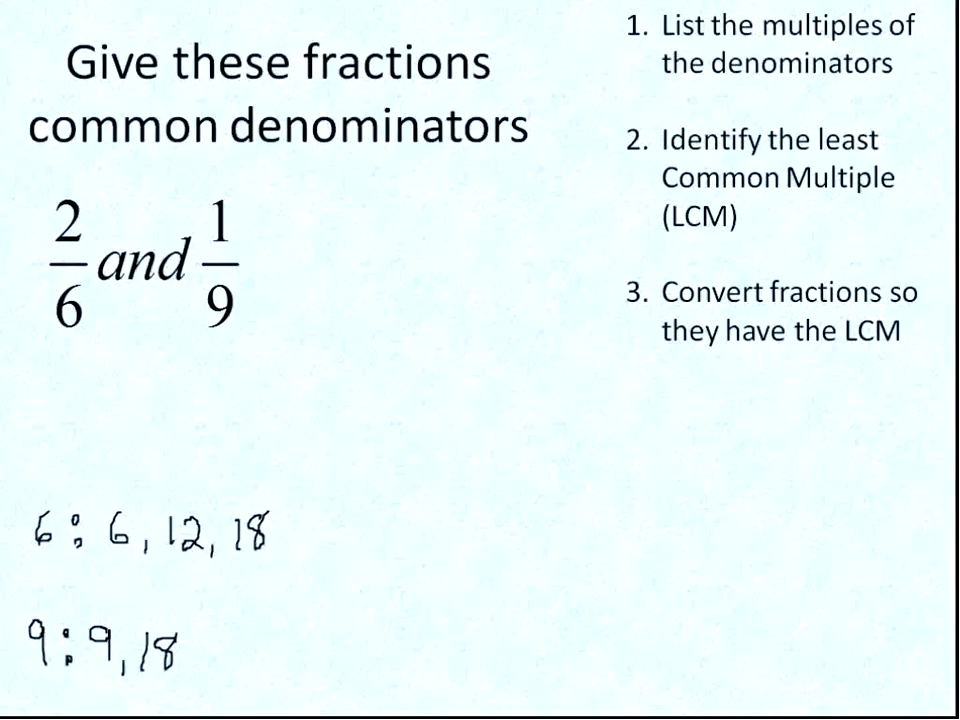 Give these fractions
common denominators
2/6 and 1/9
6: 6, 12, 18
9: 9, 18
1. List the multiples of
the denominators
2. Identify the least
Common Multiple
(LCM)
3. Convert fractions so
they have the LCM